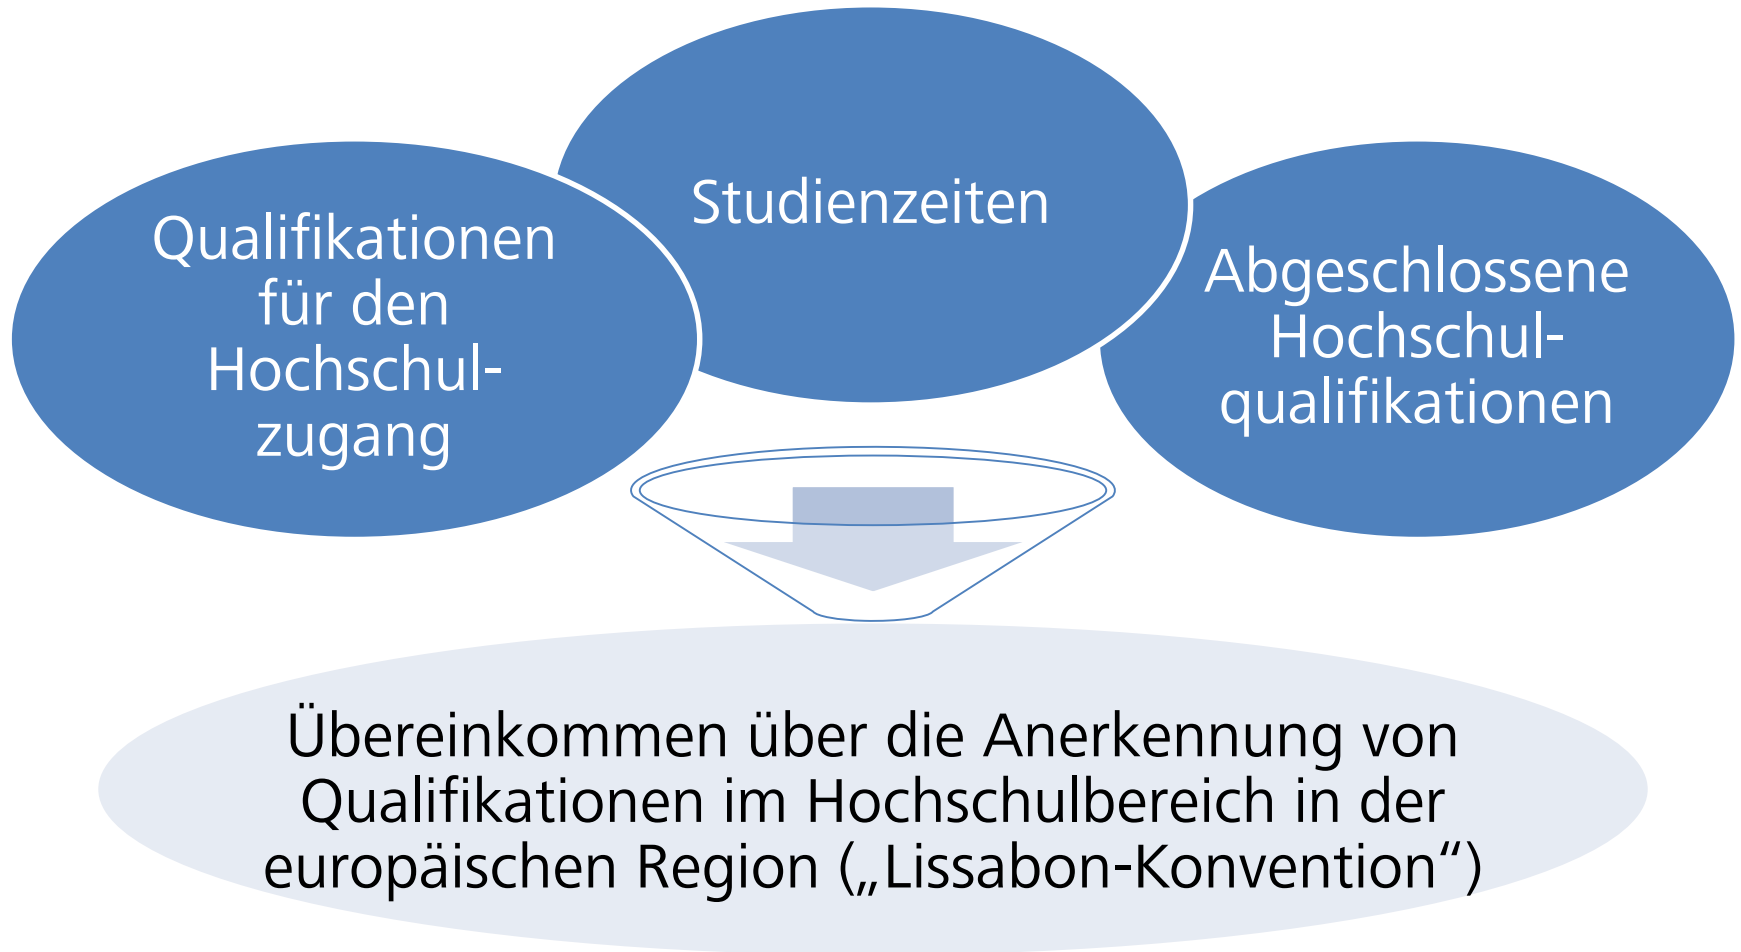 Qualifikationen
für den
Hochschul-
zugang
Studienzeiten
Abgeschlossene
Hochschul-
qualifikationen
Übereinkommen über die Anerkennung von
Qualifikationen im Hochschulbereich in der
europäischen Region („Lissabon-Konvention“)